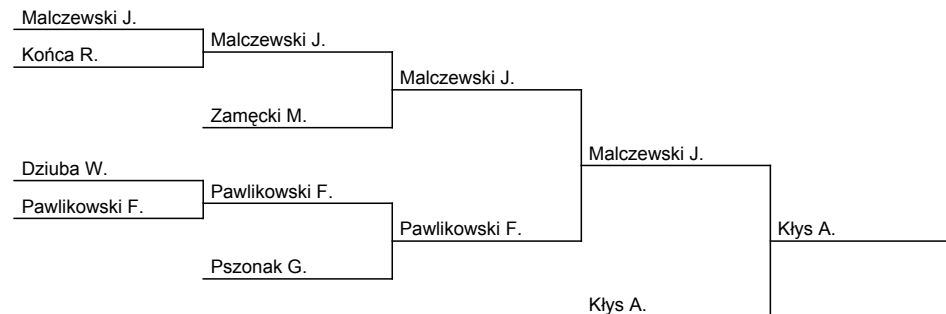 Malczewski J.
Końca R.
Malczewski J.
Malczewski J.
Zamęcki M.
Malczewski J.
Dziuba W.
Pawlikowski F.
Pawlikowski F.
Pawlikowski F.
Kłys A.
Pszonak G.
Kłys A.